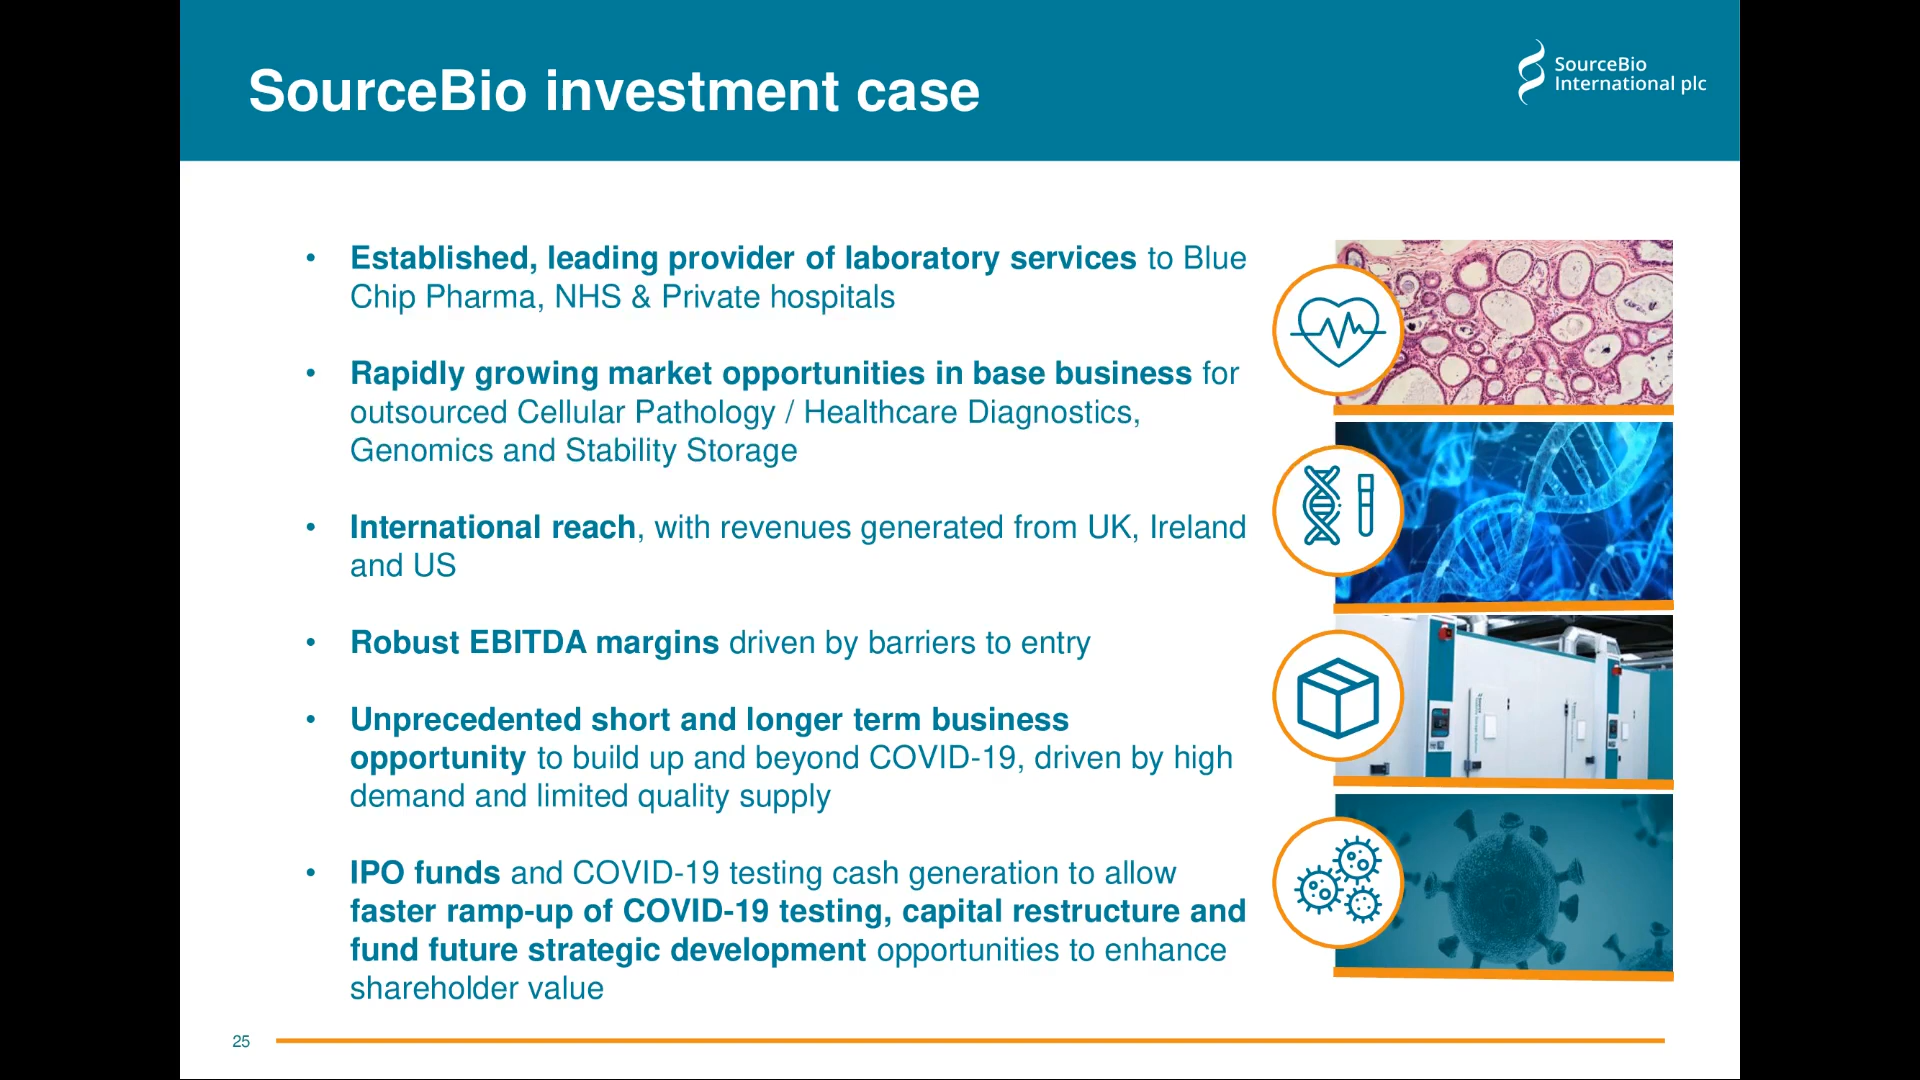 SourceBio investment case
SourceBio
International plc
• Established, leading provider of laboratory services to Blue
Chip Pharma, NHS & Private hospitals
• Rapidly growing market opportunities in base business for
outsourced Cellular Pathology / Healthcare Diagnostics,
Genomics and Stability Storage
• International reach, with revenues generated from UK, Ireland
and US
• Robust EBITDA margins driven by barriers to entry
• Unprecedented short and longer term business
opportunity to build up and beyond COVID-19, driven by high
demand and limited quality supply
• IPO funds and COVID-19 testing cash generation to allow
faster ramp-up of COVID-19 testing, capital restructure and
fund future strategic development opportunities to enhance
shareholder value
25